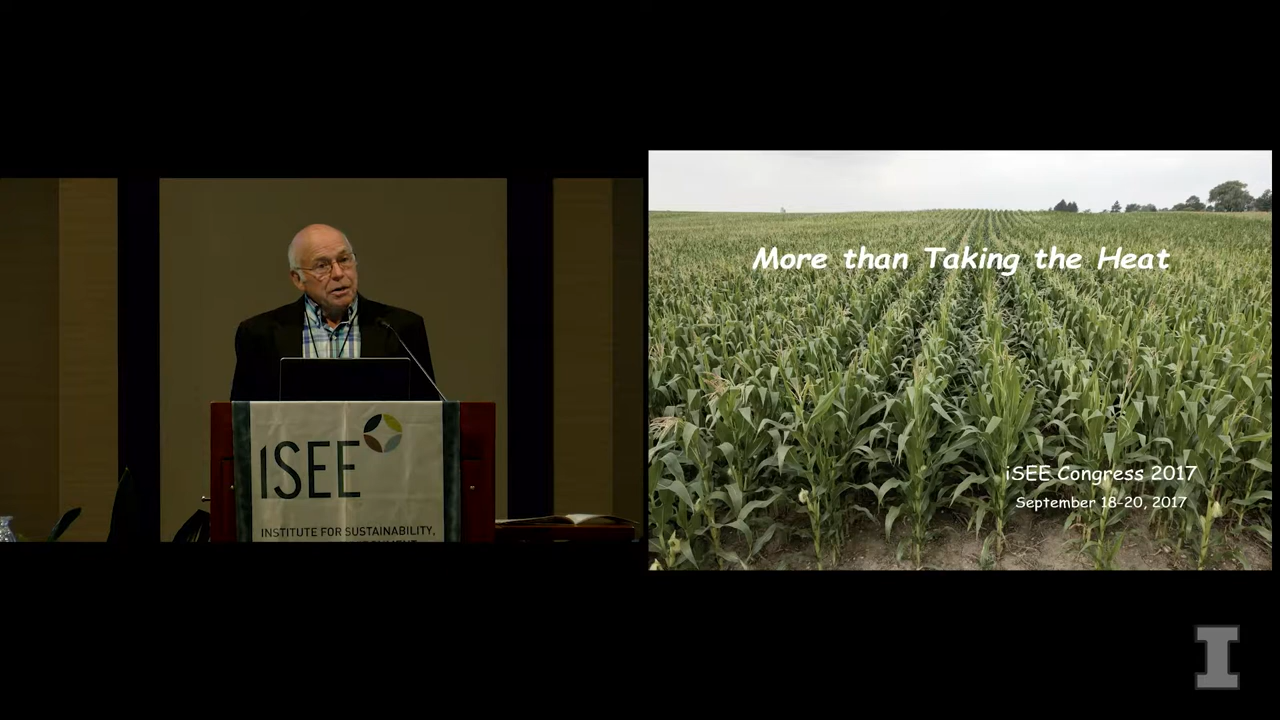 iSEE
INSTITUTE FOR SUSTAINABILITY,
More than Taking the Heat
iSEE Congress 2017
September 18-20, 2017
I